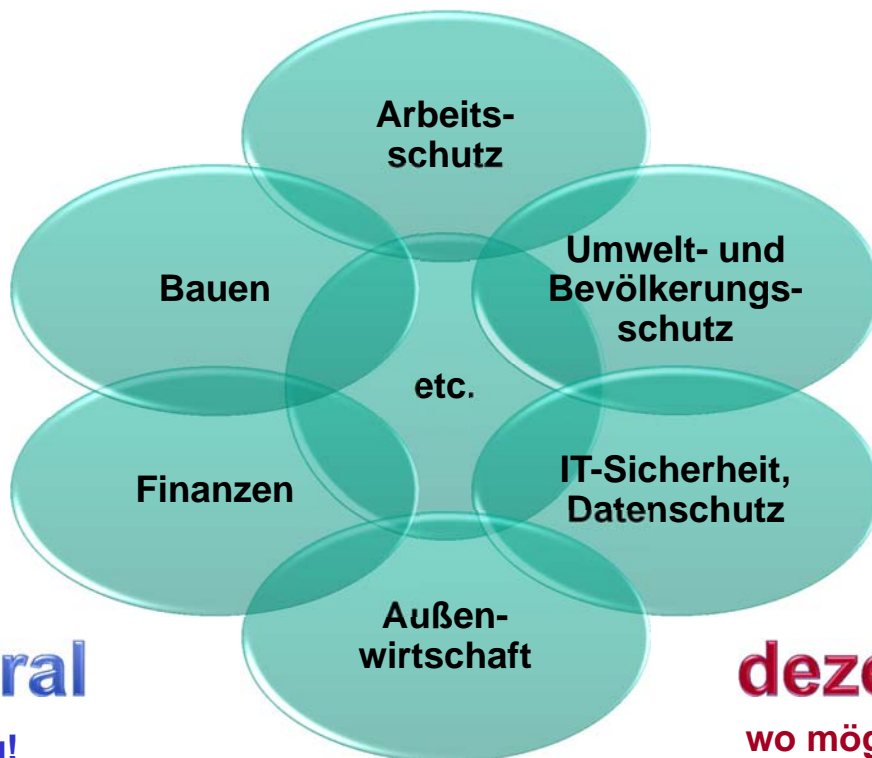 Arbeits-
schutz
Umwelt- und
Bevölkerungs-
schutz
Bauen
etc.
IT-Sicherheit,
Datenschutz
Finanzen
Außen-
wirtschaft
ral
deze
wo mög